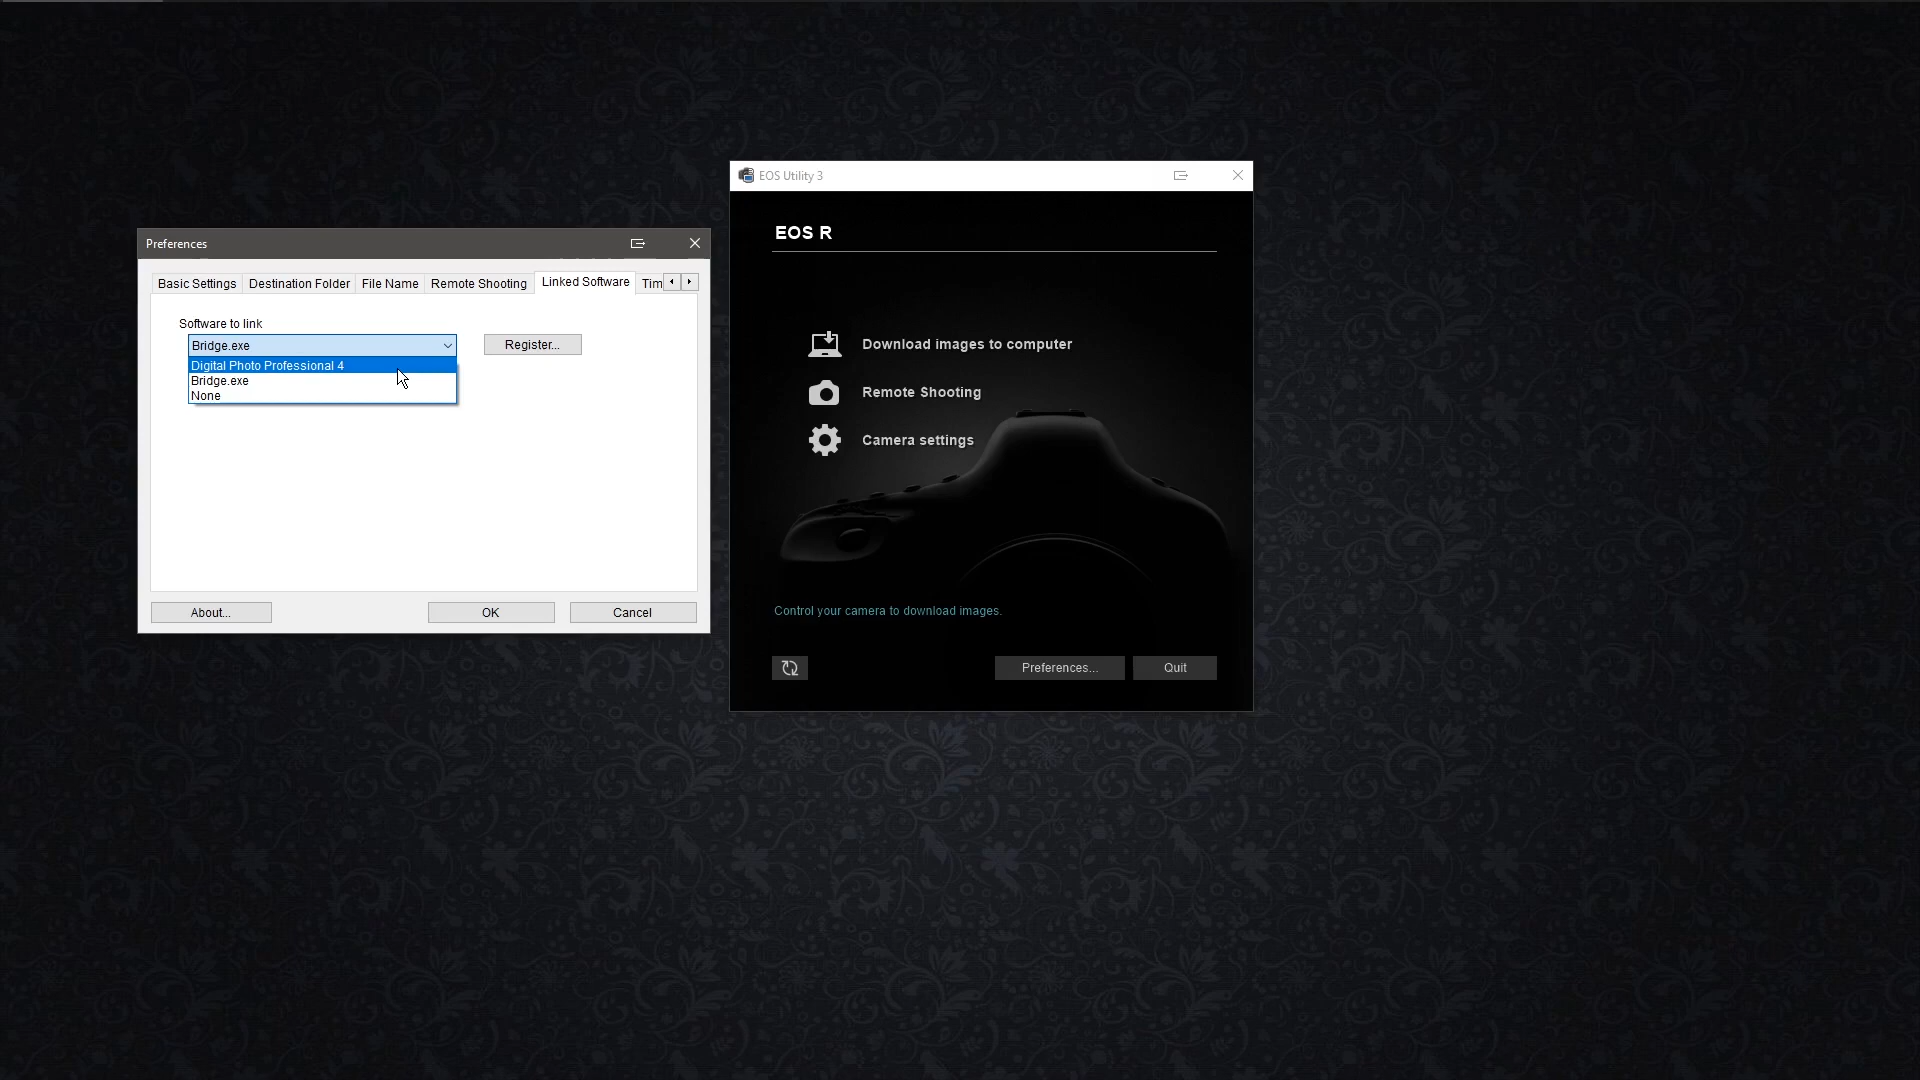 EOS Utility 3
EOS R
Download images to computer
Remote Shooting
Camera settings
Control your camera to download images.
Preferences...
Quit
Preferences
Basic Settings
Destination Folder
File Name
Remote Shooting
Linked Software
Tim
Software to link
Bridge.exe
Register...
Digital Photo Professional 4
Bridge.exe
None
About...
OK
Cancel